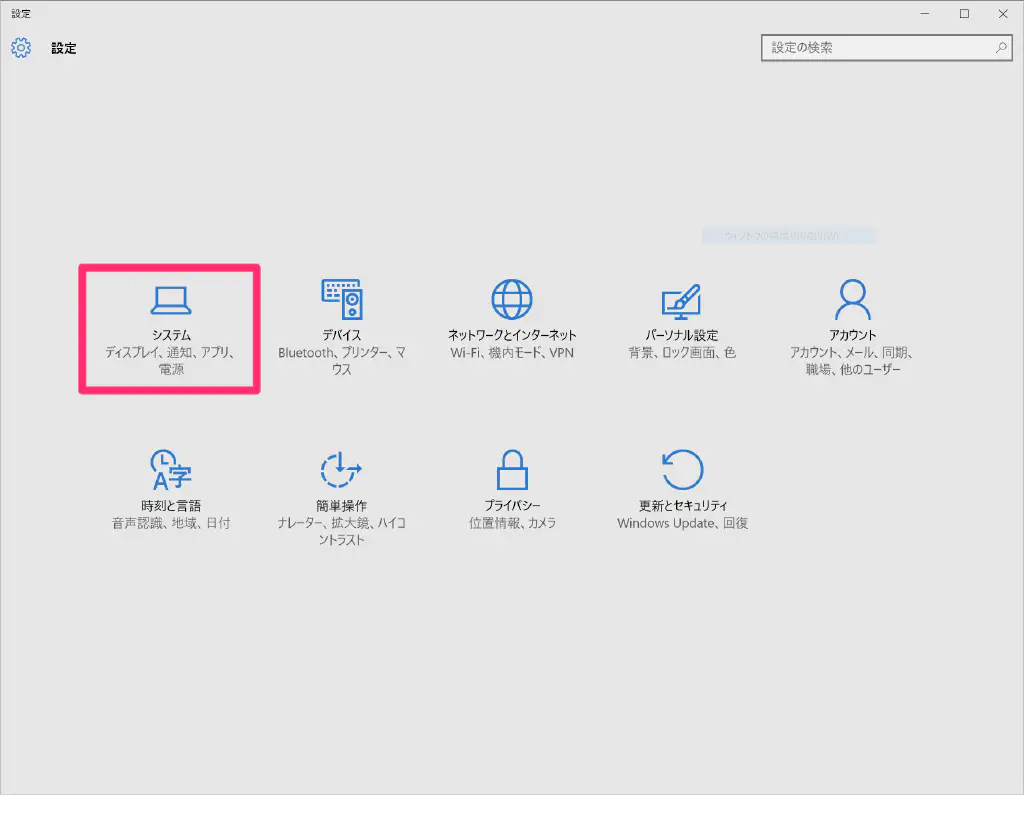 設定
設定
設定の検索
システム
ディスプレイ、通知、アプリ、
電源
デバイス
Bluetooth、プリンター、マ
ウス
ネットワークとインターネット
Wi-Fi、機内モード、VPN
パーソナル設定
背景、ロック画面、色
アカウント
アカウント、メール、同期、
職場、他のユーザー
時刻と言語
音声認識、地域、日付
簡単操作
ナレーター、拡大鏡、ハイコ
ントラスト
プライバシー
位置情報、カメラ
更新とセキュリティ
Windows Update、回復